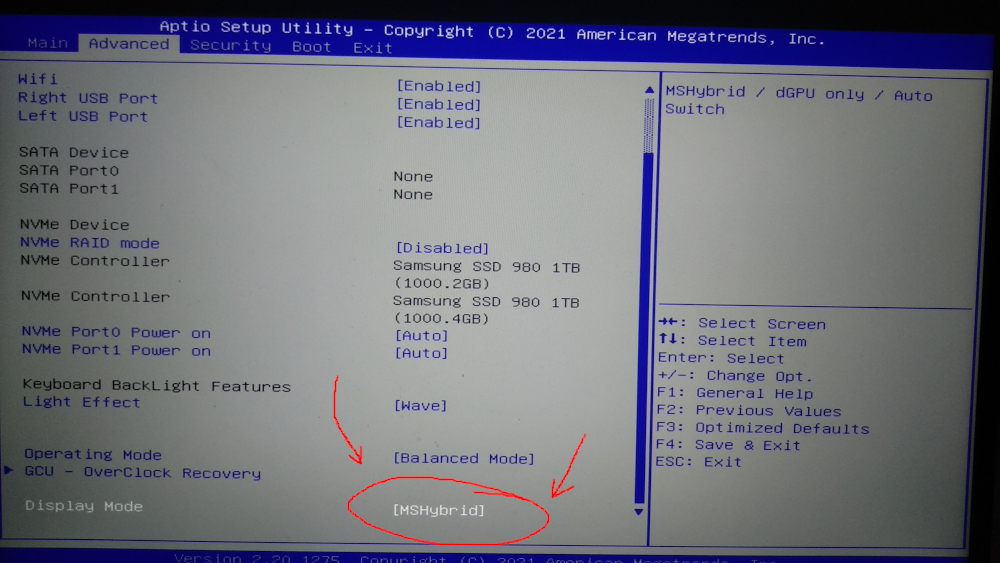 Aptio Setup Utility – Copyright (C) 2021 American Megatrends, Inc.
Main Advanced Security Boot Exit
Wifi [Enabled]
Right USB Port [Enabled]
Left USB Port [Enabled]
SATA Device
SATA Port0 None
SATA Port1 None
NVMe Device
NVMe RAID mode [Disabled]
NVMe Controller Samsung SSD 980 1TB
(1000.2GB)
NVMe Controller Samsung SSD 980 1TB
(1000.4GB)
NVMe Port0 Power on [Auto]
NVMe Port1 Power on [Auto]
Keyboard BackLight Features
Light Effect [Wave]
Operating Mode [Balanced Mode]
GCU - OverClock Recovery
Display Mode [MSHybrid]
MSHybrid / dGPU only / Auto
Switch
→←: Select Screen
↑↓: Select Item
Enter: Select
+/-: Change Opt.
F1: General Help
F2: Previous Values
F3: Optimized Defaults
F4: Save & Exit
ESC: Exit
Version 2.20.1275. Copyright (C) 2021 American Megatrends, Inc.